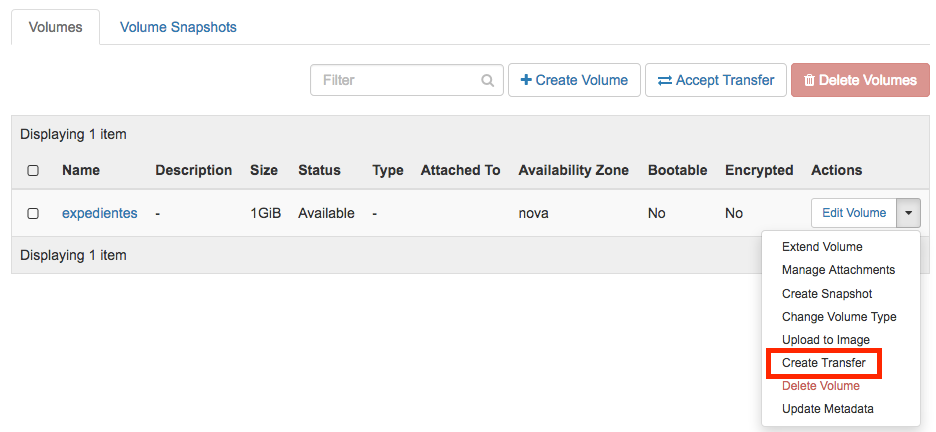 Volumes Volume Snapshots
Filter Create Volume Accept Transfer Delete Volumes
Displaying 1 item
Name Description Size Status Type Attached To Availability Zone Bootable Encrypted Actions
expedientes - 1GiB Available - nova No No Edit Volume
Displaying 1 item
Extend Volume
Manage Attachments
Create Snapshot
Change Volume Type
Upload to Image
Create Transfer
Delete Volume
Update Metadata